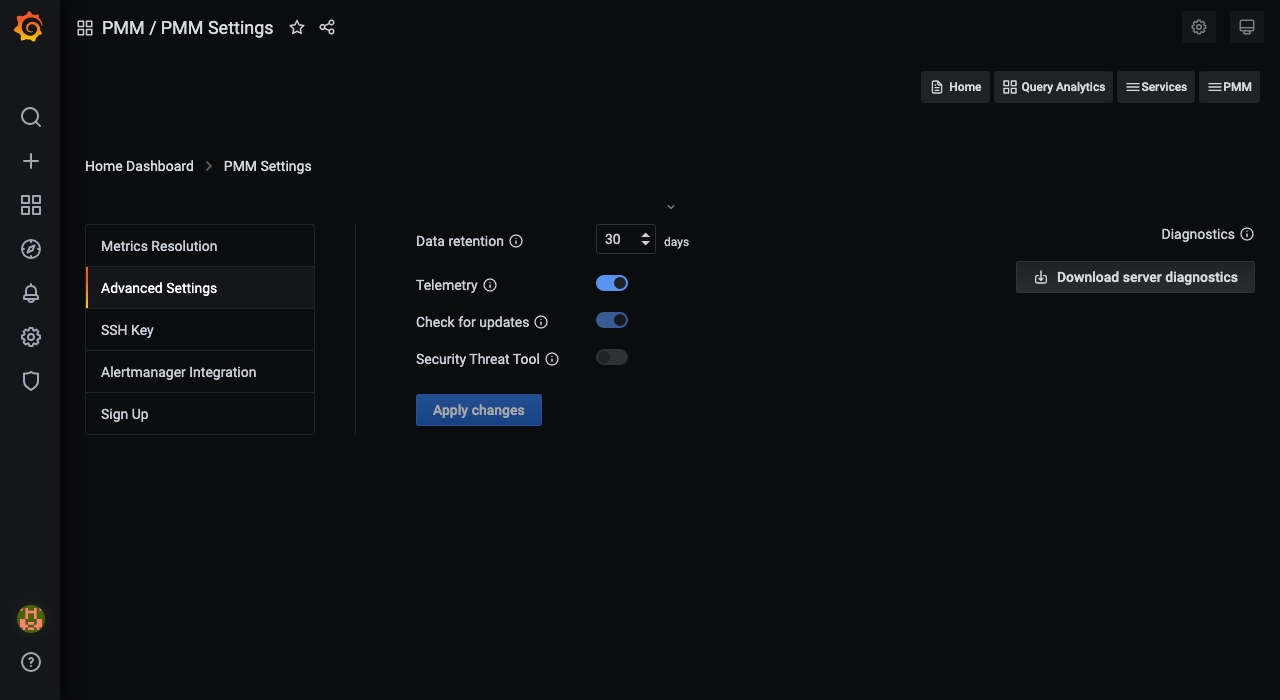 PMM / PMM Settings
Home
Query Analytics
Services
PMM
Home Dashboard > PMM Settings
Metrics Resolution
Advanced Settings
SSH Key
Alertmanager Integration
Sign Up
Data retention
30
days
Telemetry
Check for updates
Security Threat Tool
Apply changes
Diagnostics
Download server diagnostics